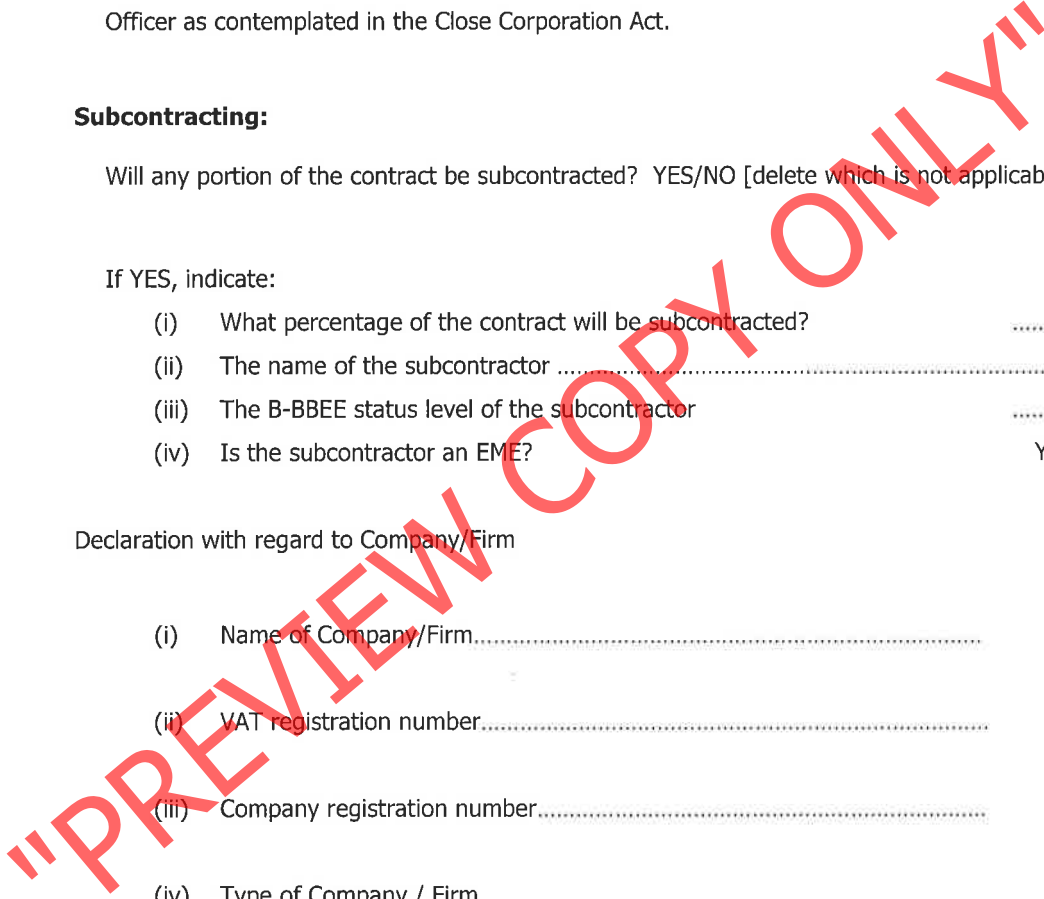 Officer as contemplated in the Close Corporation Act.
Subcontracting:
Will any portion of the contract be subcontracted? YES/NO [delete which is not applicab
If YES, indicate:
(i) What percentage of the contract will be subcontracted? .....
(ii) The name of the subcontractor ................................................................................
(iii) The B-BBEE status level of the subcontractor .....
(iv) Is the subcontractor an EME? Y
Declaration with regard to Company/Firm
(i) Name of Company/Firm................................................................................
(ii) VAT registration number................................................................................
(iii) Company registration number......................................................................
(iv) Type of Company / Firm
"PREVIEW COPY ONLY"